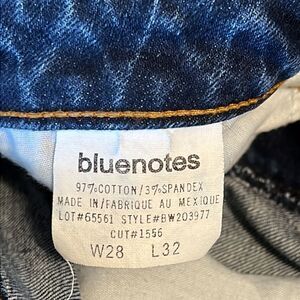 bluenotes
97%COTTON/3%SPANDEX
MADE IN/FABRIQUE AU MEXIQUE
LOT#65561 STYLE#BW203977
CUT#1556
W28 L32